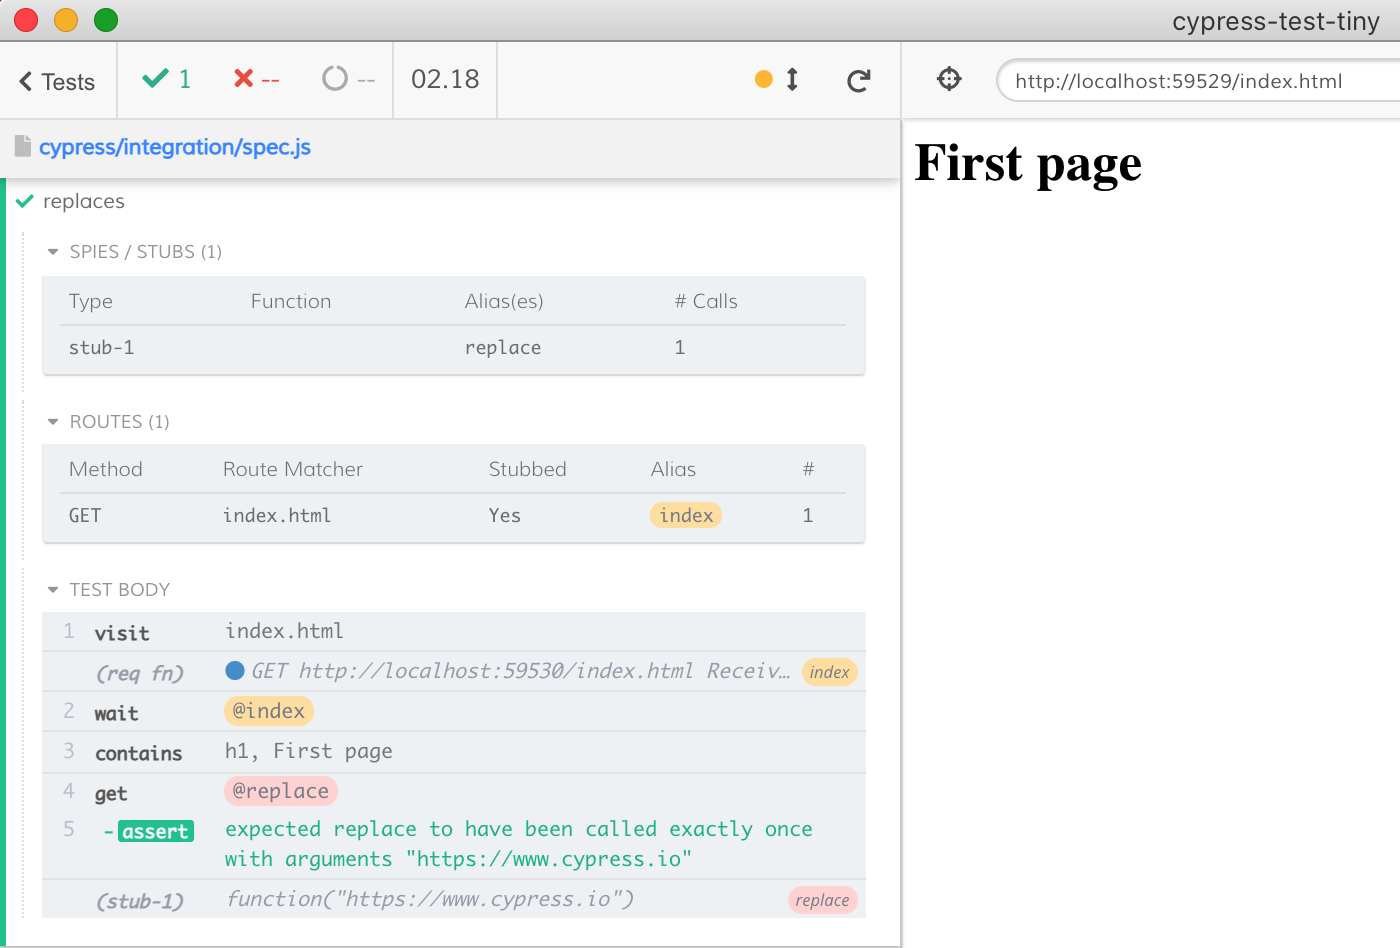 cypress-test-tiny
Tests 1 -- -- 02.18
http://localhost:59529/index.html
cypress/integration/spec.js
First page
replaces
SPIES / STUBS (1)
Type Function Alias(es) # Calls
stub-1 replace 1
ROUTES (1)
Method Route Matcher Stubbed Alias #
GET index.html Yes index 1
TEST BODY
1 visit index.html
(req fn) GET http://localhost:59530/index.html Receiv… index
2 wait @index
3 contains h1, First page
4 get @replace
5 -assert expected replace to have been called exactly once
with arguments "https://www.cypress.io"
(stub-1) function("https://www.cypress.io") replace